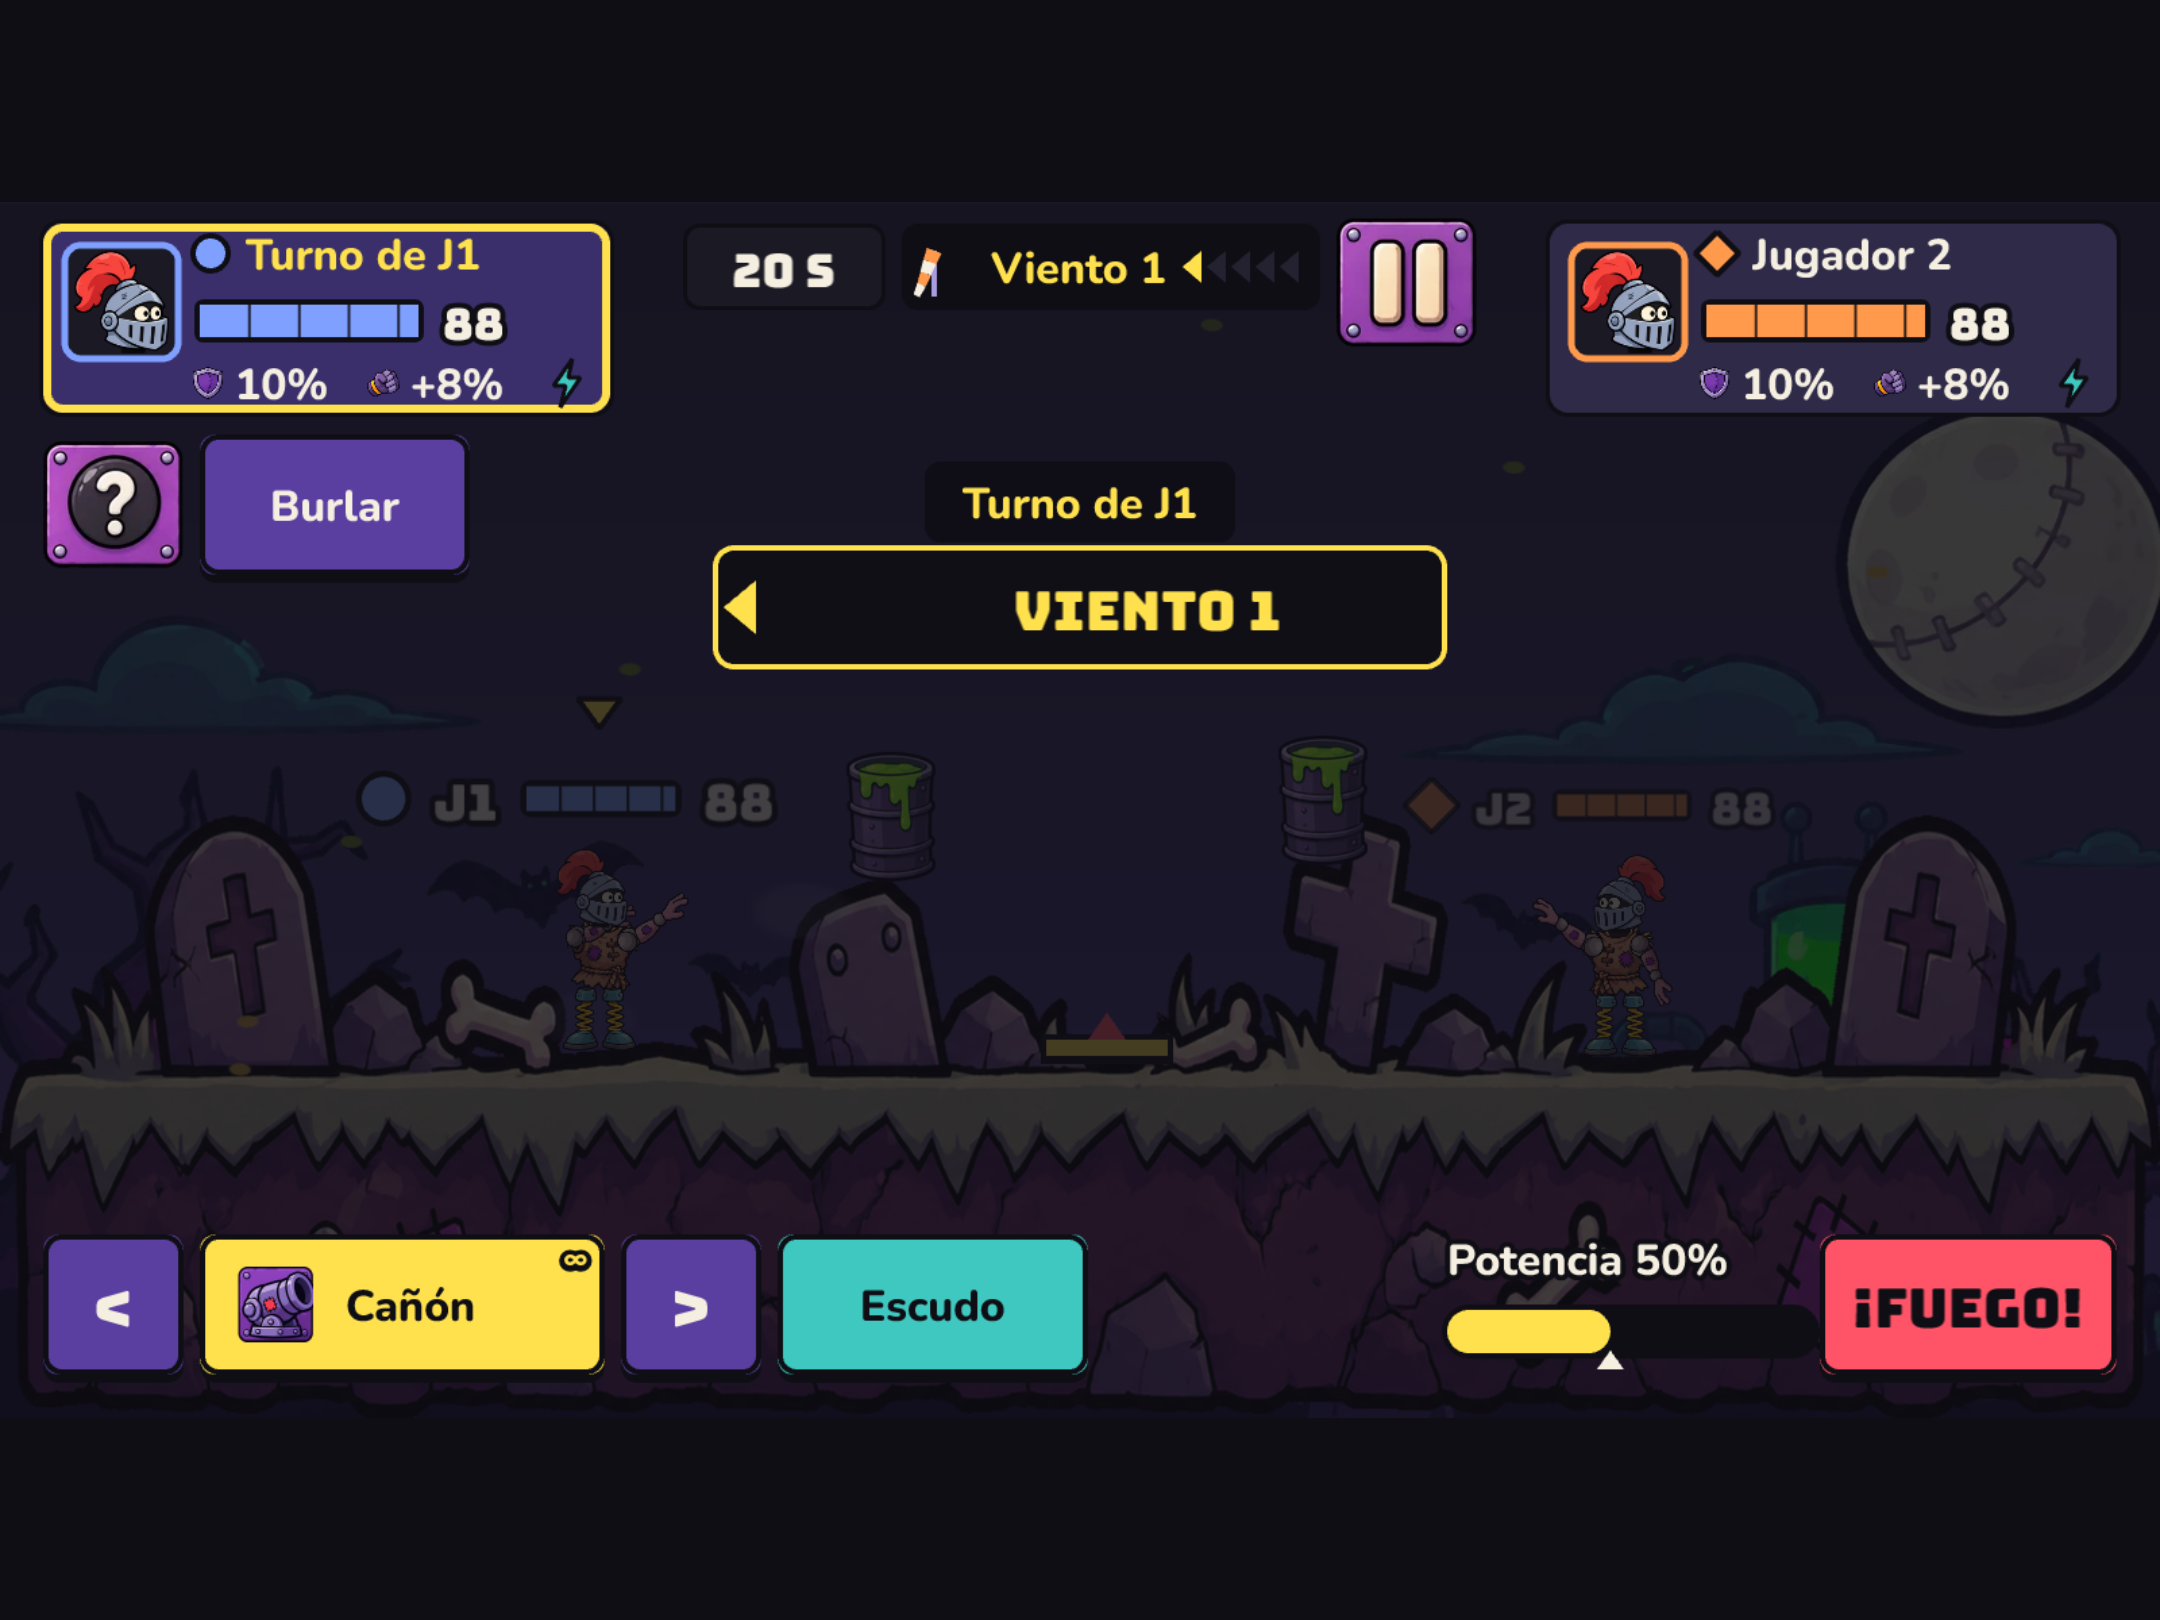 Turno de J1
88
10% +8%
20 S
Viento 1
Jugador 2
88
10% +8%
?
Burlar
Turno de J1
VIENTO 1
J1 88
J2 88
<
Cañón
∞
>
Escudo
Potencia 50%
¡FUEGO!